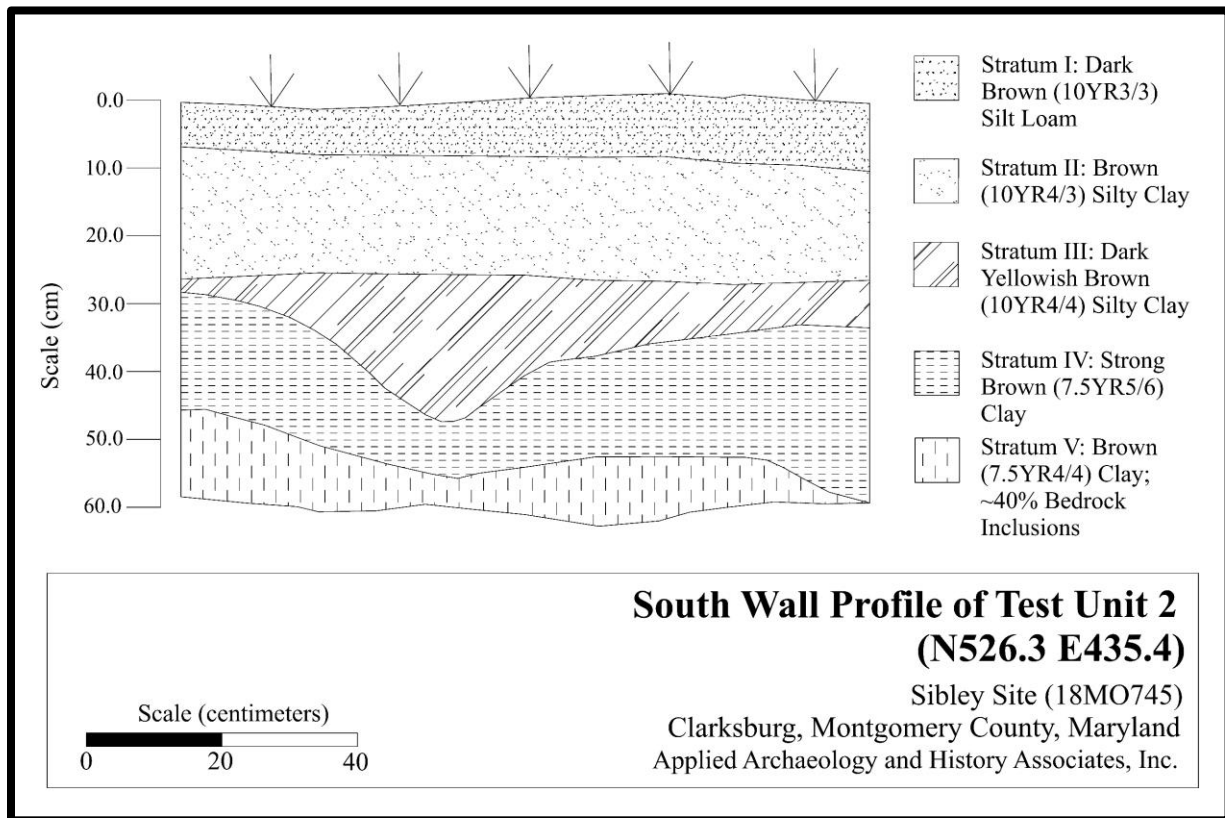 0.0
10.0
20.0
30.0
40.0
50.0
60.0
Scale (cm)
Stratum I: Dark
Brown (10YR3/3)
Silt Loam
Stratum II: Brown
(10YR4/3) Silty Clay
Stratum III: Dark
Yellowish Brown
(10YR4/4) Silty Clay
Stratum IV: Strong
Brown (7.5YR5/6)
Clay
Stratum V: Brown
(7.5YR4/4) Clay;
~40% Bedrock
Inclusions
South Wall Profile of Test Unit 2
(N526.3 E435.4)
Sibley Site (18MO745)
Clarksburg, Montgomery County, Maryland
Applied Archaeology and History Associates, Inc.
Scale (centimeters)
0 20 40